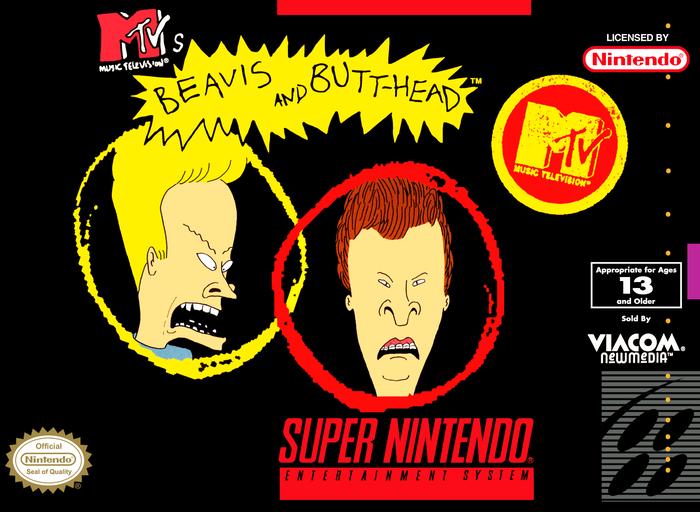 MTV's
MUSIC TELEVISION®
BEAVIS AND BUTT-HEAD™
LICENSED BY
Nintendo®
MTV
MUSIC TELEVISION®
Appropriate for Ages
13
and Older
Sold By
VIACOM®
newmedia™
Official
Nintendo
Seal of Quality
®
SUPER NINTENDO®
ENTERTAINMENT SYSTEM